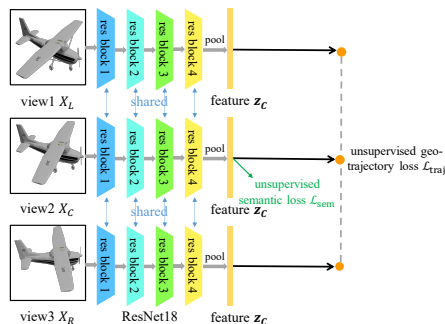 res block 1
res block 2
res block 3
res block 4
pool
view1 X_L
shared
feature z_C
res block 1
res block 2
res block 3
res block 4
pool
unsupervised geo-
trajectory loss ℒ_traj
unsupervised
semantic loss ℒ_sem
view2 X_C
shared
feature z_C
res block 1
res block 2
res block 3
res block 4
pool
view3 X_R
ResNet18
feature z_C